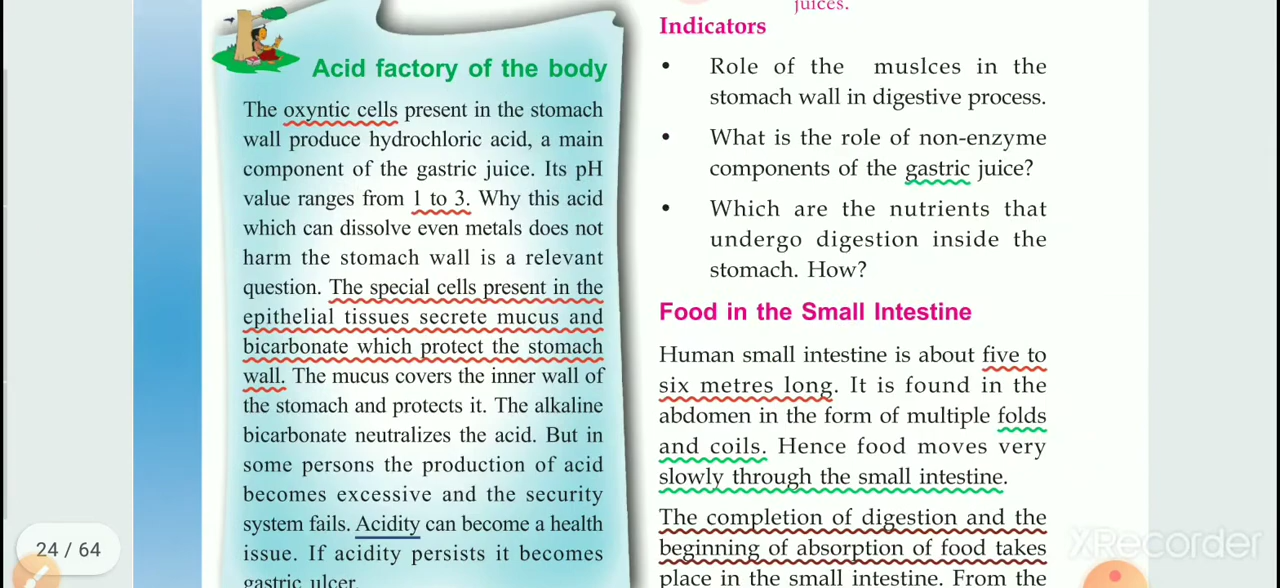 Acid factory of the body
The oxyntic cells present in the stomach
wall produce hydrochloric acid, a main
component of the gastric juice. Its pH
value ranges from 1 to 3. Why this acid
which can dissolve even metals does not
harm the stomach wall is a relevant
question. The special cells present in the
epithelial tissues secrete mucus and
bicarbonate which protect the stomach
wall. The mucus covers the inner wall of
the stomach and protects it. The alkaline
bicarbonate neutralizes the acid. But in
some persons the production of acid
becomes excessive and the security
system fails. Acidity can become a health
issue. If acidity persists it becomes
gastric ulcer.
juices.
Indicators
• Role of the muslces in the
stomach wall in digestive process.
• What is the role of non-enzyme
components of the gastric juice?
• Which are the nutrients that
undergo digestion inside the
stomach. How?
Food in the Small Intestine
Human small intestine is about five to
six metres long. It is found in the
abdomen in the form of multiple folds
and coils. Hence food moves very
slowly through the small intestine.
The completion of digestion and the
beginning of absorption of food takes
place in the small intestine. From the
24 / 64
XRecorder